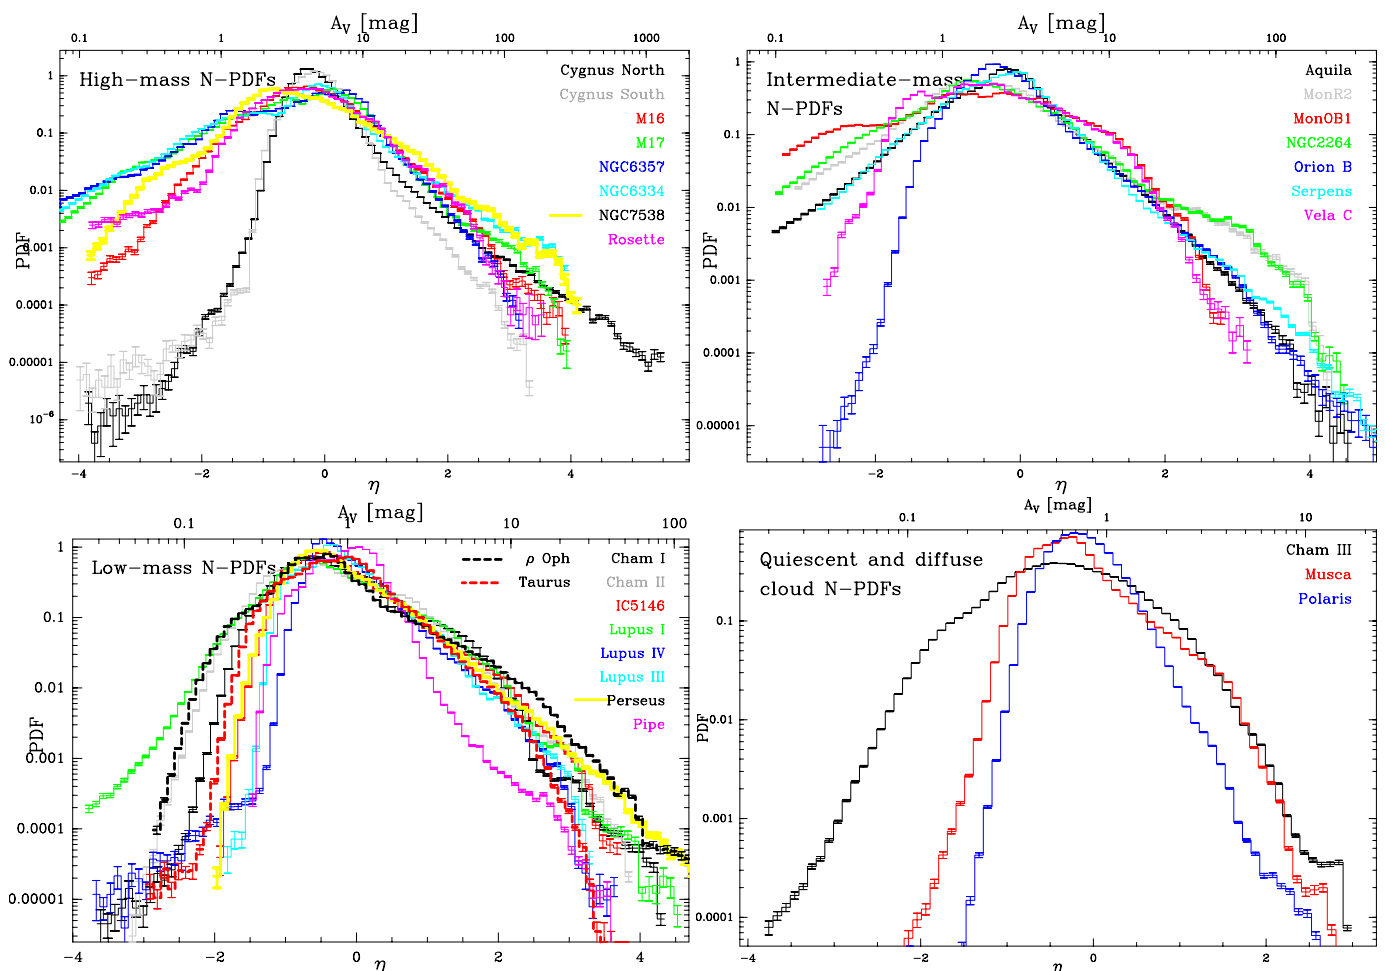 A_V [mag]
0.1 1 10 100 1000
High-mass N-PDFs
Cygnus North
Cygnus South
M16
M17
NGC6357
NGC6334
NGC7538
Rosette
PDF
1
0.1
0.01
0.001
0.0001
0.00001
10^-6
-4 -2 0 2 4
η
A_V [mag]
0.1 1 10 100
Intermediate-mass
N-PDFs
Aquila
MonR2
MonOB1
NGC2264
Orion B
Serpens
Vela C
PDF
1
0.1
0.01
0.001
0.0001
0.00001
-2 0 2 4
η
A_V [mag]
0.1 1 10 100
Low-mass N-PDFs
ρ Oph
Taurus
Cham I
Cham II
IC5146
Lupus I
Lupus IV
Lupus III
Perseus
Pipe
PDF
1
0.1
0.01
0.001
0.0001
0.00001
-4 -2 0 2 4
η
A_V [mag]
0.1 1 10
Quiescent and diffuse
cloud N-PDFs
Cham III
Musca
Polaris
PDF
0.1
0.01
0.001
0.0001
-4 -2 0 2
η